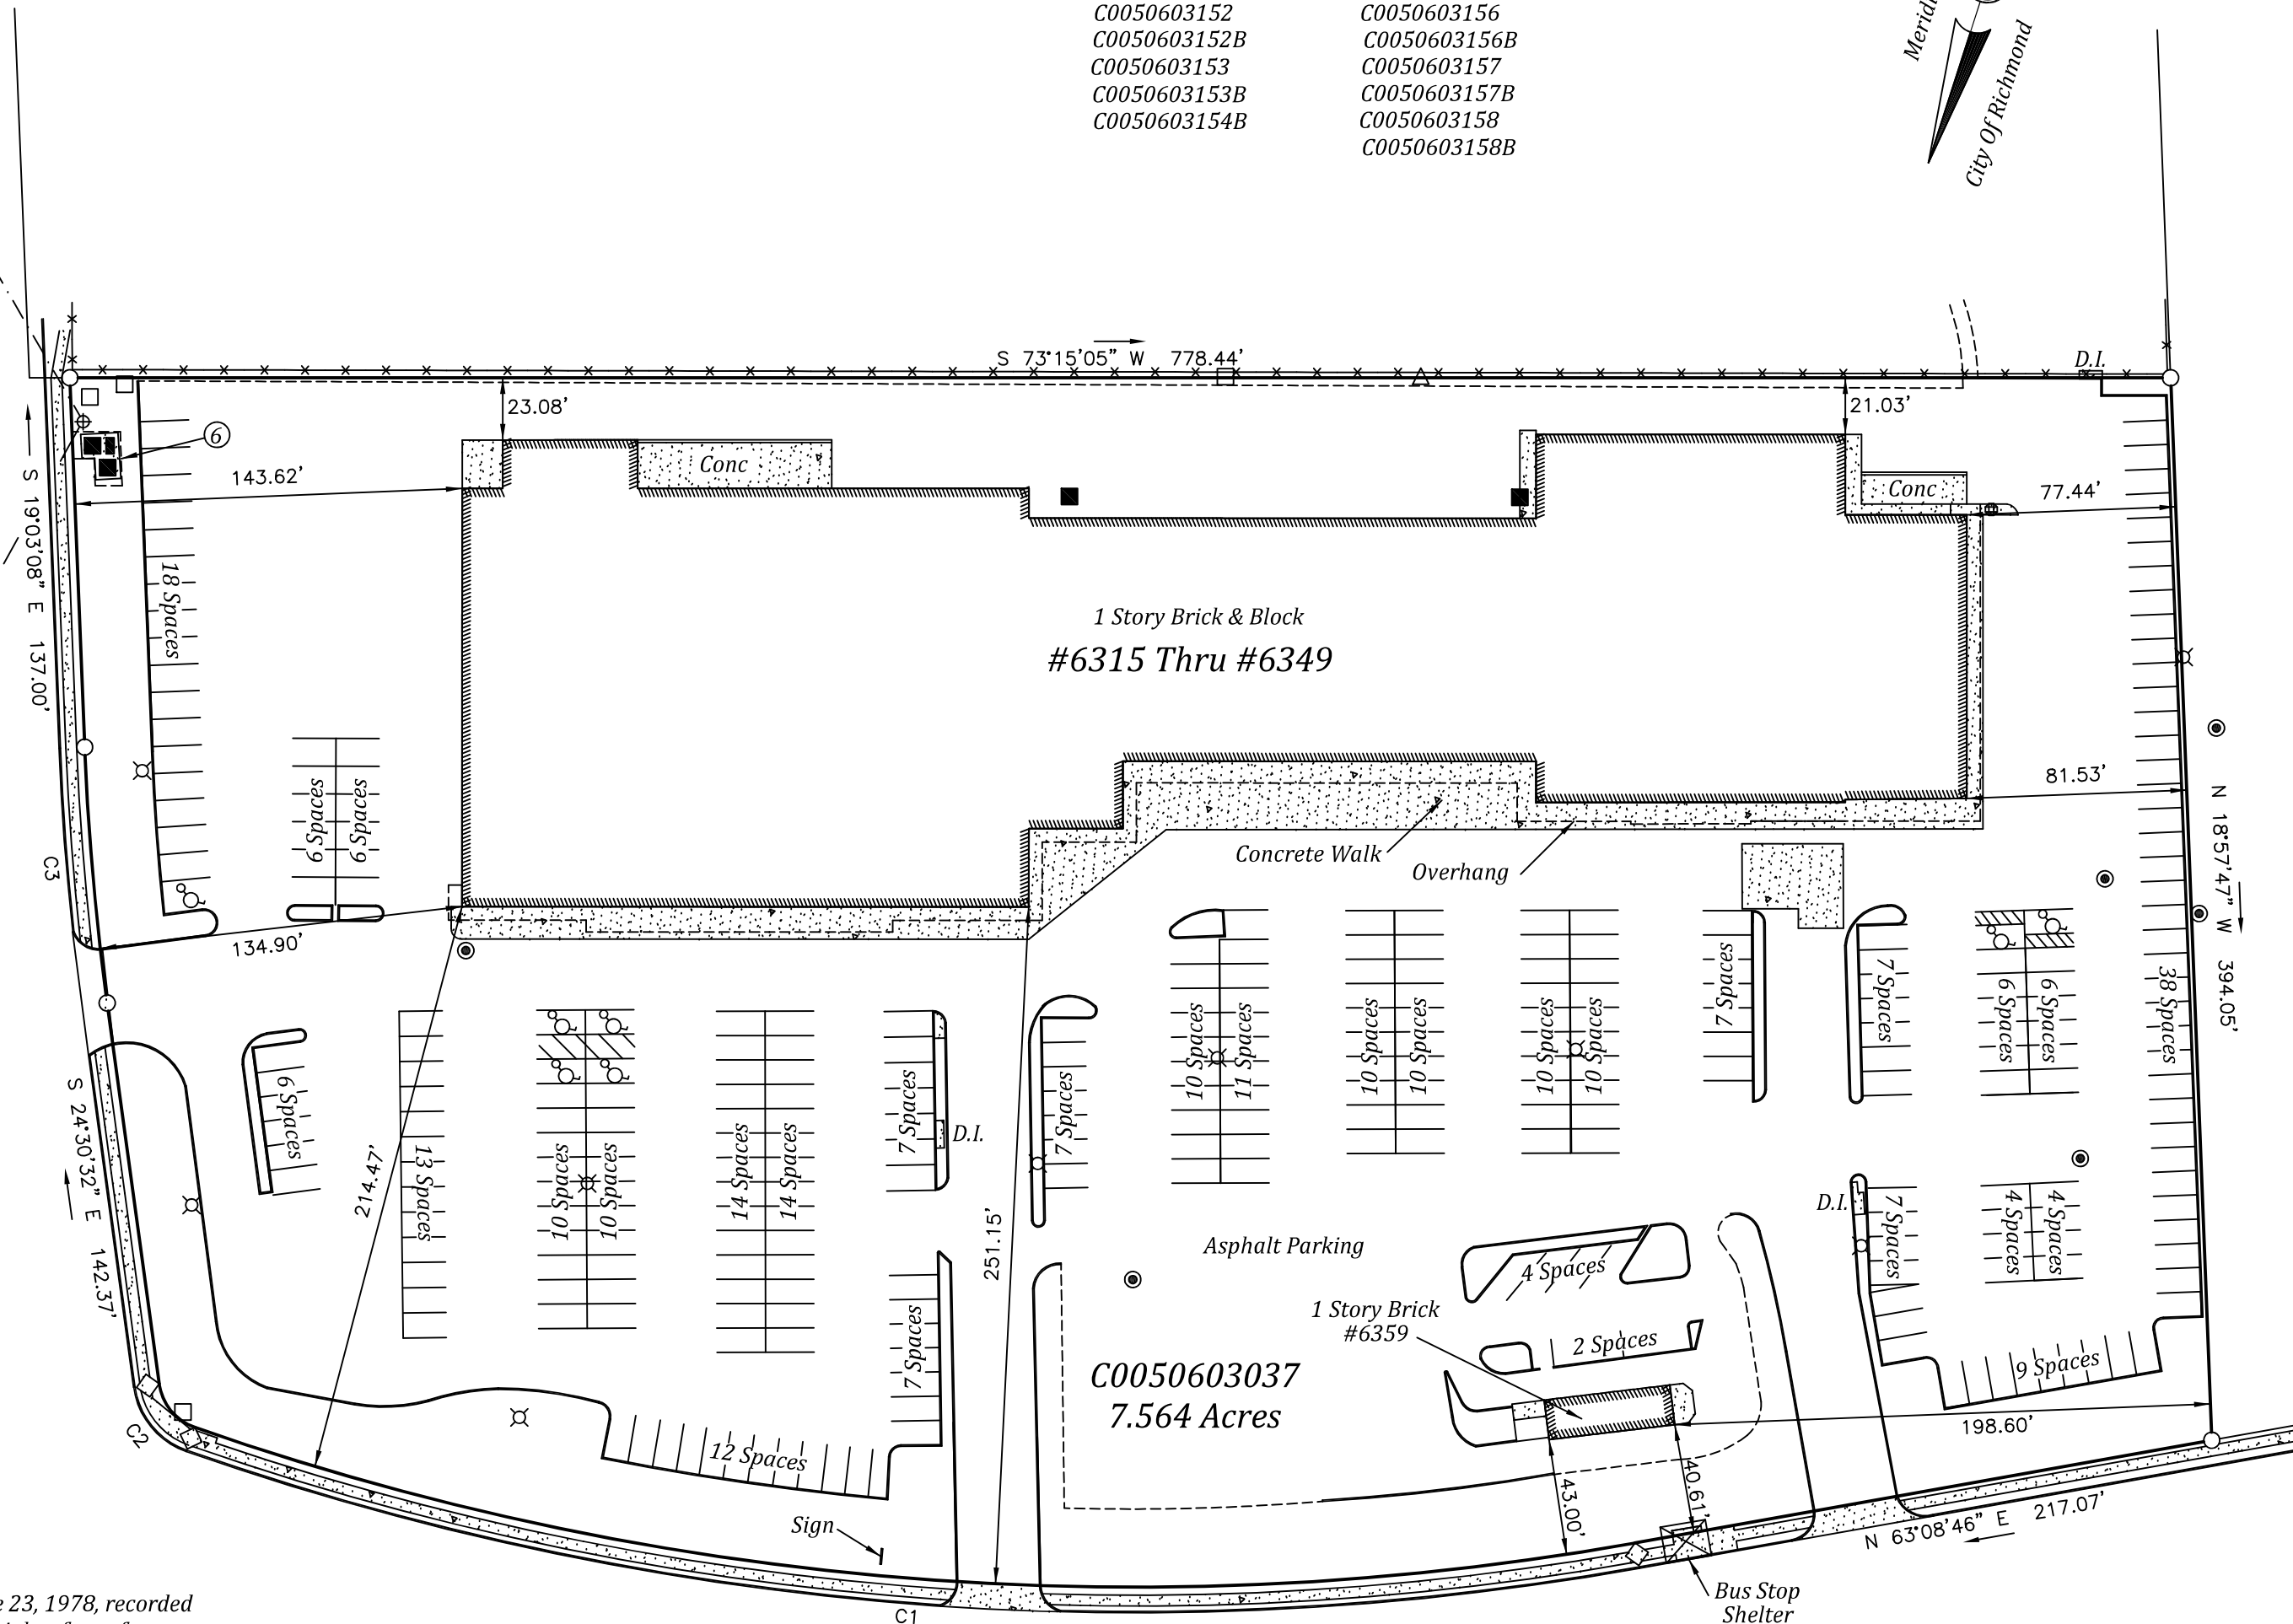 C0050603152
C0050603152B
C0050603153
C0050603153B
C0050603154B
C0050603156
C0050603156B
C0050603157
C0050603157B
C0050603158
C0050603158B
City Of Richmond
S 73°15'05" W 778.44'
D.I.
23.08'
21.03'
6
143.62'
Conc
Conc
77.44'
S 19°03'08" E 137.00'
18 Spaces
1 Story Brick & Block
#6315 Thru #6349
9 Spaces
9 Spaces
81.53'
N 18°57'47" W 394.05'
C3
Concrete Walk
Overhang
134.90'
7 Spaces
7 Spaces
6 Spaces
6 Spaces
38 Spaces
10 Spaces
11 Spaces
10 Spaces
10 Spaces
10 Spaces
10 Spaces
S 24°30'32" E 142.37'
6 Spaces
214.47'
13 Spaces
10 Spaces
10 Spaces
14 Spaces
14 Spaces
7 Spaces
D.I.
7 Spaces
251.15'
Asphalt Parking
D.I.
7 Spaces
4 Spaces
4 Spaces
4 Spaces
1 Story Brick
#6359
2 Spaces
7 Spaces
9 Spaces
C0050603037
7.564 Acres
198.60'
C2
12 Spaces
43.00'
40.61'
Sign
N 63°08'46" E 217.07'
Bus Stop
Shelter
C1
23, 1978, recorded